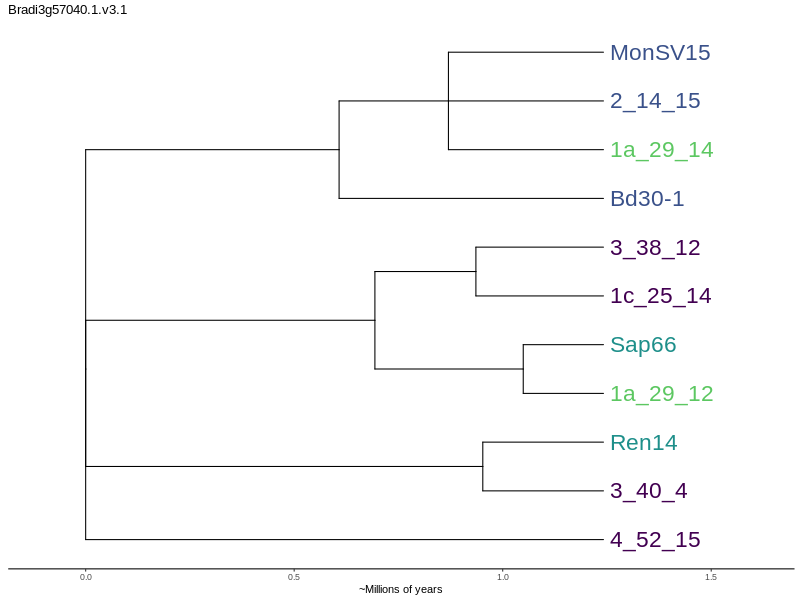 Bradi3g57040.1.v3.1
MonSV15
2_14_15
1a_29_14
Bd30-1
3_38_12
1c_25_14
Sap66
1a_29_12
Ren14
3_40_4
4_52_15
0.0 0.5 1.0 1.5
~Millions of years